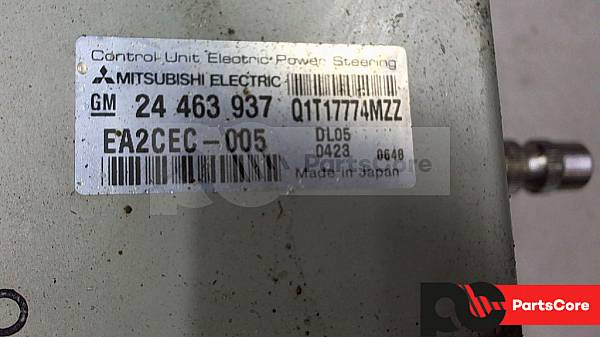 Control Unit Electric Power Steering
MITSUBISHI ELECTRIC
GM 24 463 937 Q1T17774MZZ
EA2CEC-005 DL05
0423 0648
Made in Japan
PartsCore
PartsCore